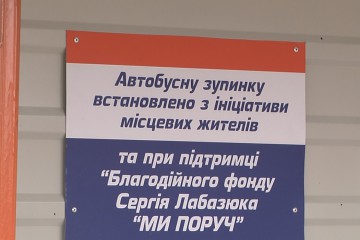 Автобусну зупинку
встановлено з ініціативи
місцевих жителів
та при підтримці
"Благодійного фонду
Сергія Лабазюка
"МИ ПОРУЧ"